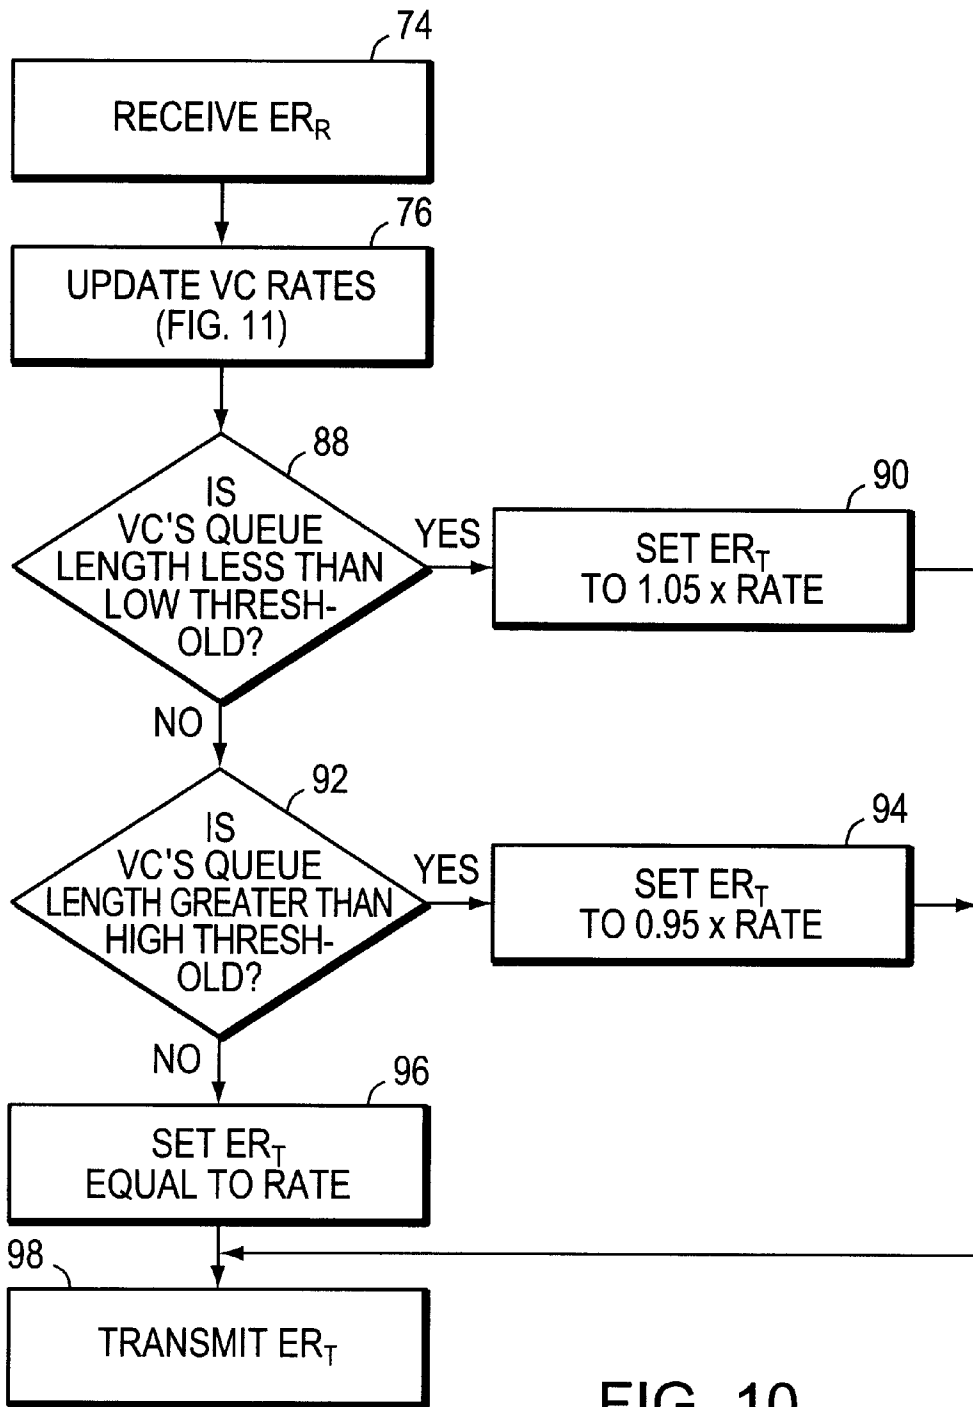 74
RECEIVE ER_R
76
UPDATE VC RATES
(FIG. 11)
88
IS
VC'S QUEUE
LENGTH LESS THAN
LOW THRESH-
OLD?
YES
90
SET ER_T
TO 1.05 x RATE
NO
92
IS
VC'S QUEUE
LENGTH GREATER THAN
HIGH THRESH-
OLD?
YES
94
SET ER_T
TO 0.95 x RATE
NO
96
SET ER_T
EQUAL TO RATE
98
TRANSMIT ER_T
FIG. 10